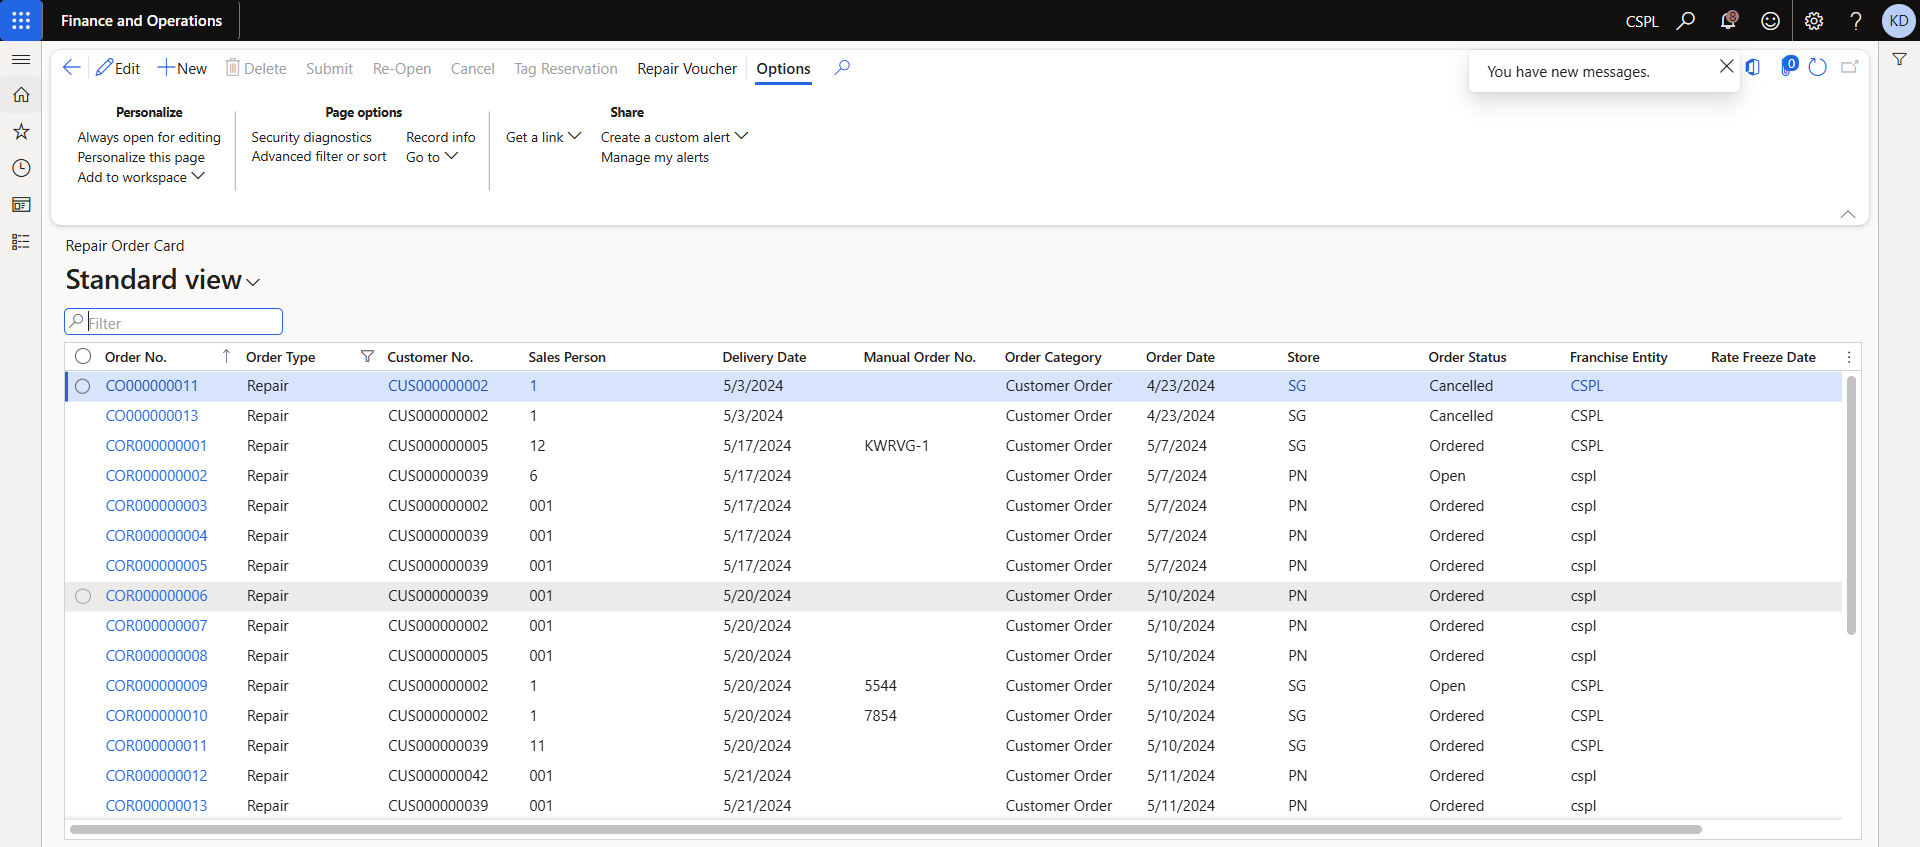 Finance and Operations CSPL 8 KD
Edit New Delete Submit Re-Open Cancel Tag Reservation Repair Voucher Options 0
You have new messages.
Personalize Page options Share
Always open for editing Security diagnostics Record info Get a link Create a custom alert
Personalize this page Advanced filter or sort Go to Manage my alerts
Add to workspace
Repair Order Card
Standard view
Filter
Order No. Order Type Customer No. Sales Person Delivery Date Manual Order No. Order Category Order Date Store Order Status Franchise Entity Rate Freeze Date
CO000000011 Repair CUS000000002 1 5/3/2024 Customer Order 4/23/2024 SG Cancelled CSPL
CO000000013 Repair CUS000000002 1 5/3/2024 Customer Order 4/23/2024 SG Cancelled CSPL
COR000000001 Repair CUS000000005 12 5/17/2024 KWRVG-1 Customer Order 5/7/2024 SG Ordered CSPL
COR000000002 Repair CUS000000039 6 5/17/2024 Customer Order 5/7/2024 PN Open cspl
COR000000003 Repair CUS000000002 001 5/17/2024 Customer Order 5/7/2024 PN Ordered cspl
COR000000004 Repair CUS000000039 001 5/17/2024 Customer Order 5/7/2024 PN Ordered cspl
COR000000005 Repair CUS000000039 001 5/17/2024 Customer Order 5/7/2024 PN Ordered cspl
COR000000006 Repair CUS000000039 001 5/20/2024 Customer Order 5/10/2024 PN Ordered cspl
COR000000007 Repair CUS000000002 001 5/20/2024 Customer Order 5/10/2024 PN Ordered cspl
COR000000008 Repair CUS000000005 001 5/20/2024 Customer Order 5/10/2024 PN Ordered cspl
COR000000009 Repair CUS000000002 1 5/20/2024 5544 Customer Order 5/10/2024 SG Open CSPL
COR000000010 Repair CUS000000002 1 5/20/2024 7854 Customer Order 5/10/2024 SG Ordered CSPL
COR000000011 Repair CUS000000039 11 5/20/2024 Customer Order 5/10/2024 SG Ordered CSPL
COR000000012 Repair CUS000000042 001 5/21/2024 Customer Order 5/11/2024 PN Ordered cspl
COR000000013 Repair CUS000000039 001 5/21/2024 Customer Order 5/11/2024 PN Ordered cspl